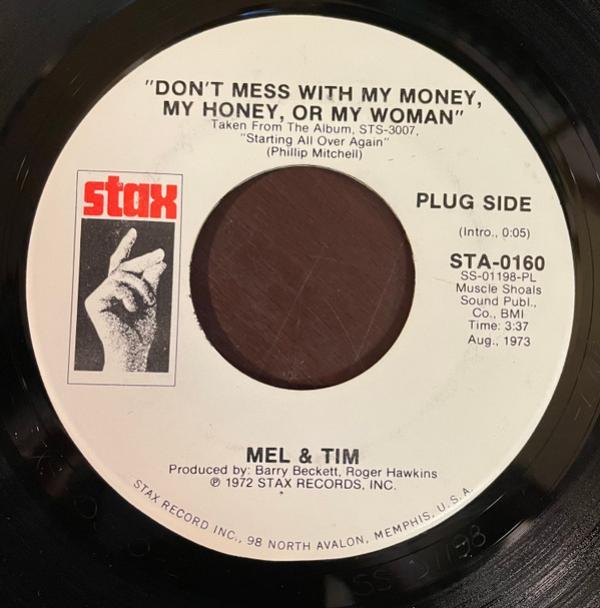 "DON'T MESS WITH MY MONEY,
MY HONEY, OR MY WOMAN"
Taken From The Album, STS-3007,
"Starting All Over Again"
(Phillip Mitchell)
stax
PLUG SIDE
(Intro., 0:05)
STA-0160
SS-01198-PL
Muscle Shoals
Sound Publ.,
Co., BMI
Time: 3:37
Aug., 1973
MEL & TIM
Produced by: Barry Beckett, Roger Hawkins
℗ 1972 STAX RECORDS, INC.
STAX RECORD INC., 98 NORTH AVALON, MEMPHIS, U.S.A.
SS 01198